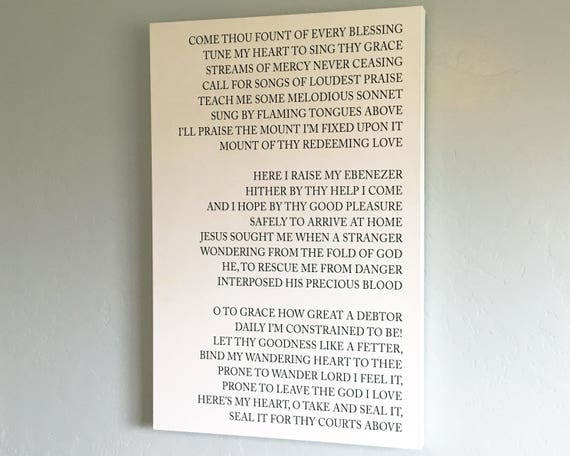 COME THOU FOUNT OF EVERY BLESSING
TUNE MY HEART TO SING THY GRACE
STREAMS OF MERCY NEVER CEASING
CALL FOR SONGS OF LOUDEST PRAISE
TEACH ME SOME MELODIOUS SONNET
SUNG BY FLAMING TONGUES ABOVE
I'LL PRAISE THE MOUNT I'M FIXED UPON IT
MOUNT OF THY REDEEMING LOVE
HERE I RAISE MY EBENEZER
HITHER BY THY HELP I COME
AND I HOPE BY THY GOOD PLEASURE
SAFELY TO ARRIVE AT HOME
JESUS SOUGHT ME WHEN A STRANGER
WONDERING FROM THE FOLD OF GOD
HE, TO RESCUE ME FROM DANGER
INTERPOSED HIS PRECIOUS BLOOD
O TO GRACE HOW GREAT A DEBTOR
DAILY I'M CONSTRAINED TO BE!
LET THY GOODNESS LIKE A FETTER,
BIND MY WANDERING HEART TO THEE
PRONE TO WANDER LORD I FEEL IT,
PRONE TO LEAVE THE GOD I LOVE
HERE'S MY HEART, O TAKE AND SEAL IT,
SEAL IT FOR THY COURTS ABOVE